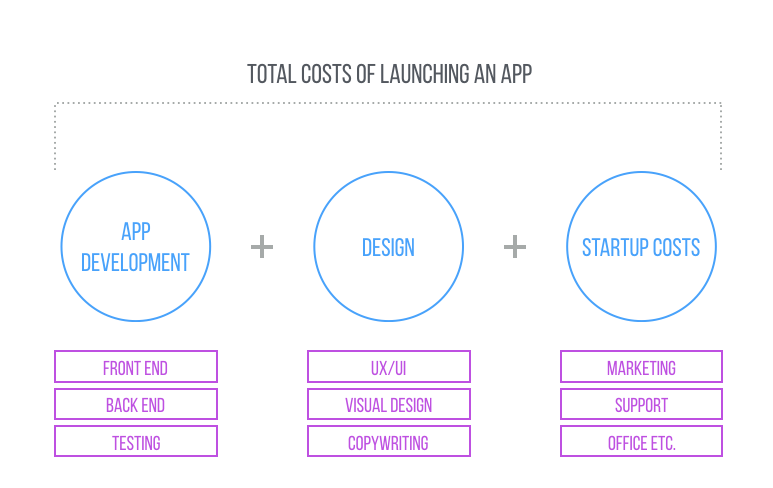 TOTAL COSTS OF LAUNCHING AN APP
APP
DEVELOPMENT
+
DESIGN
+
STARTUP COSTS
FRONT END
BACK END
TESTING
UX/UI
VISUAL DESIGN
COPYWRITING
MARKETING
SUPPORT
OFFICE ETC.